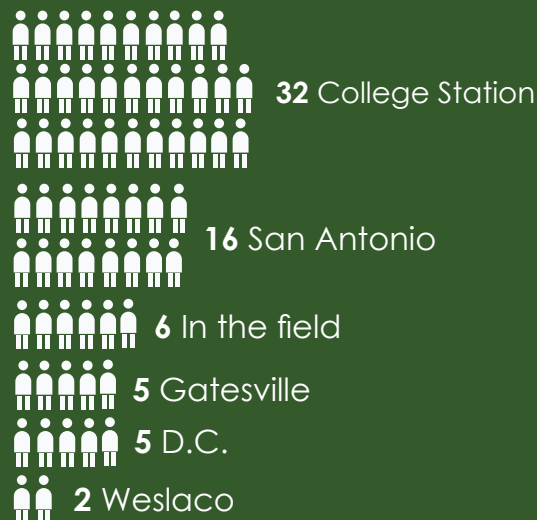 32 College Station
16 San Antonio
6 In the field
5 Gatesville
5 D.C.
2 Weslaco